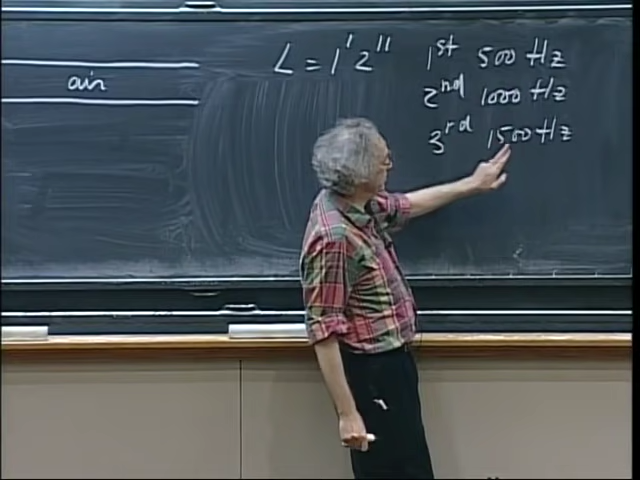 air
L = 1' 2"
1st 500 Hz
2nd 1000 Hz
3rd 1500 Hz